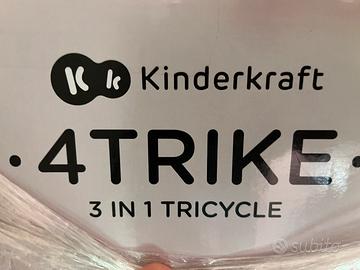 Kk Kinderkraft
· 4TRIKE ·
3 IN 1 TRICYCLE
subito